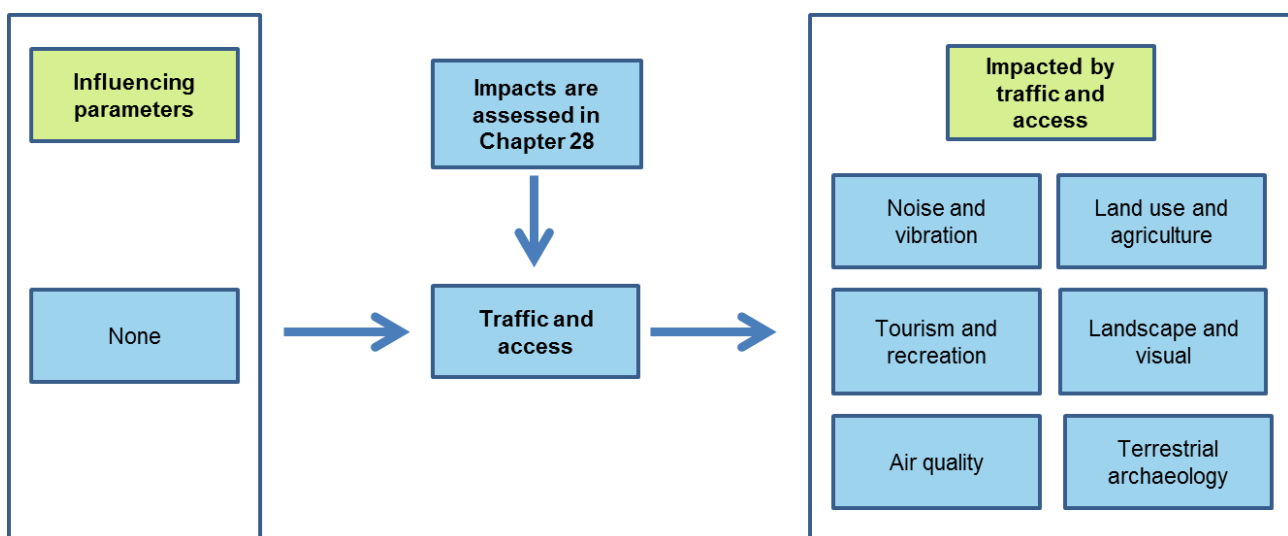 Influencing
parameters
None
Impacts are
assessed in
Chapter 28
Traffic and
access
Impacted by
traffic and
access
Noise and
vibration
Land use and
agriculture
Tourism and
recreation
Landscape and
visual
Air quality
Terrestrial
archaeology